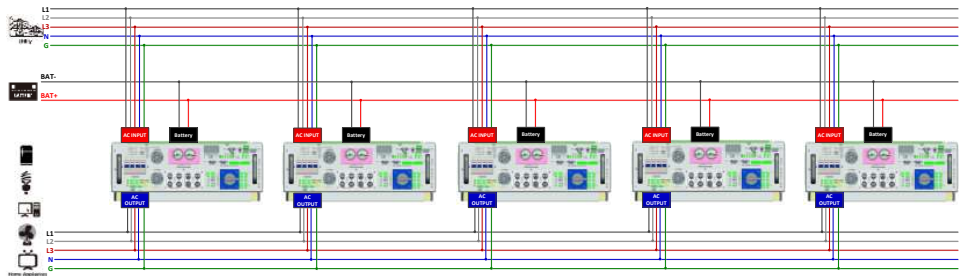 L1
L2
L3
N
G
BAT-
BAT+
AC INPUT
Battery
AC INPUT
Battery
AC INPUT
Battery
AC INPUT
Battery
AC INPUT
Battery
AC
OUTPUT
AC
OUTPUT
AC
OUTPUT
AC
OUTPUT
AC
OUTPUT
L1
L2
L3
N
G
Home Appliances